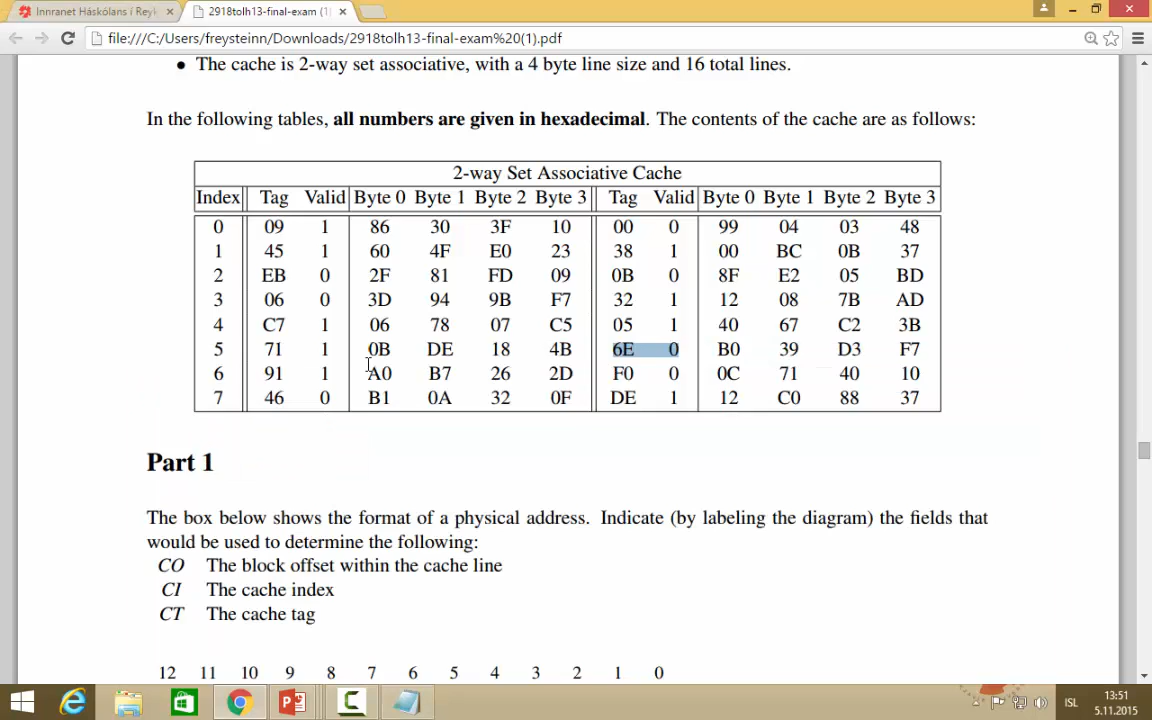 Innranet Háskólans í Reyk
2918tolh13-final-exam (1)
file:///C:/Users/freysteinn/Downloads/2918tolh13-final-exam%20(1).pdf
• The cache is 2-way set associative, with a 4 byte line size and 16 total lines.
In the following tables, all numbers are given in hexadecimal. The contents of the cache are as follows:
2-way Set Associative Cache
Index Tag Valid Byte 0 Byte 1 Byte 2 Byte 3 Tag Valid Byte 0 Byte 1 Byte 2 Byte 3
0 09 1 86 30 3F 10 00 0 99 04 03 48
1 45 1 60 4F E0 23 38 1 00 BC 0B 37
2 EB 0 2F 81 FD 09 0B 0 8F E2 05 BD
3 06 0 3D 94 9B F7 32 1 12 08 7B AD
4 C7 1 06 78 07 C5 05 1 40 67 C2 3B
5 71 1 0B DE 18 4B 6E 0 B0 39 D3 F7
6 91 1 A0 B7 26 2D F0 0 0C 71 40 10
7 46 0 B1 0A 32 0F DE 1 12 C0 88 37
Part 1
The box below shows the format of a physical address. Indicate (by labeling the diagram) the fields that
would be used to determine the following:
CO The block offset within the cache line
CI The cache index
CT The cache tag
12 11 10 9 8 7 6 5 4 3 2 1 0
ISL
13:51
5.11.2015